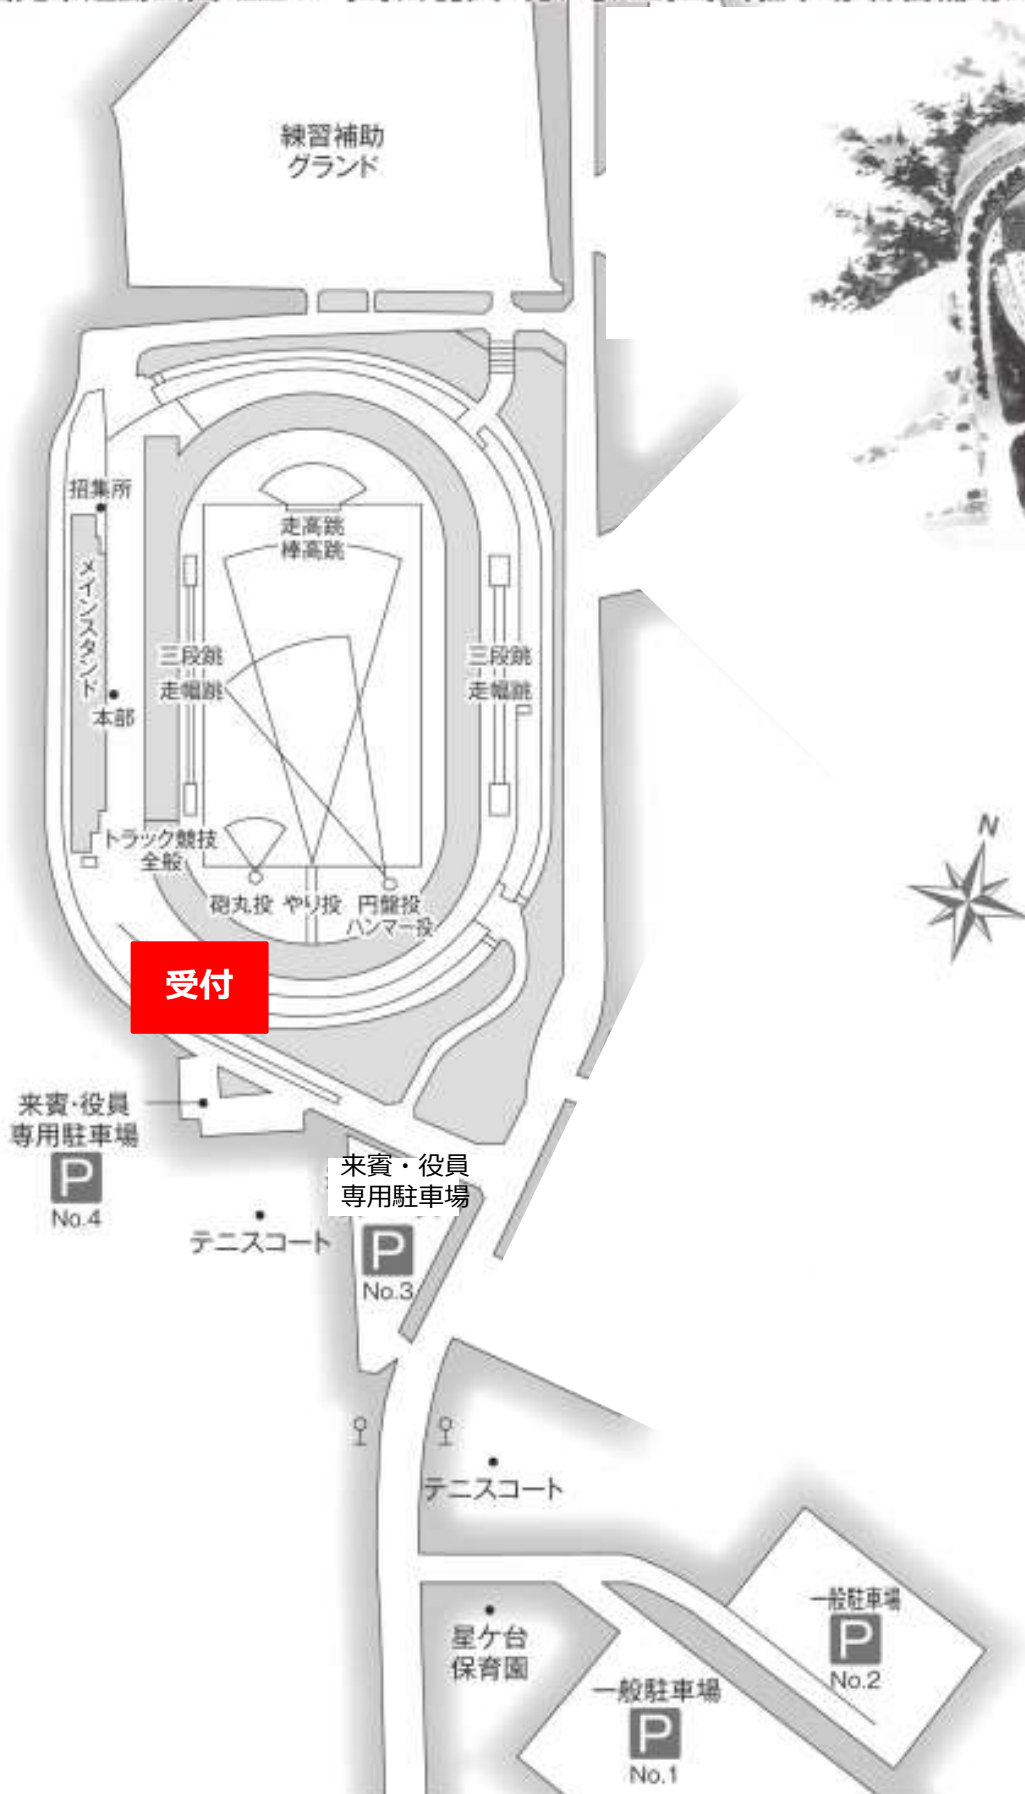 練習補助
グランド
招集所
メインスタンド
本部
走高跳
棒高跳
三段跳
走幅跳
三段跳
走幅跳
トラック競技
全般
砲丸投
やり投
円盤投
ハンマー投
N
受付
来賓・役員
専用駐車場
P
No.4
来賓・役員
専用駐車場
P
No.3
テニスコート
テニスコート
星ケ台
保育園
一般駐車場
P
No.2
一般駐車場
P
No.1